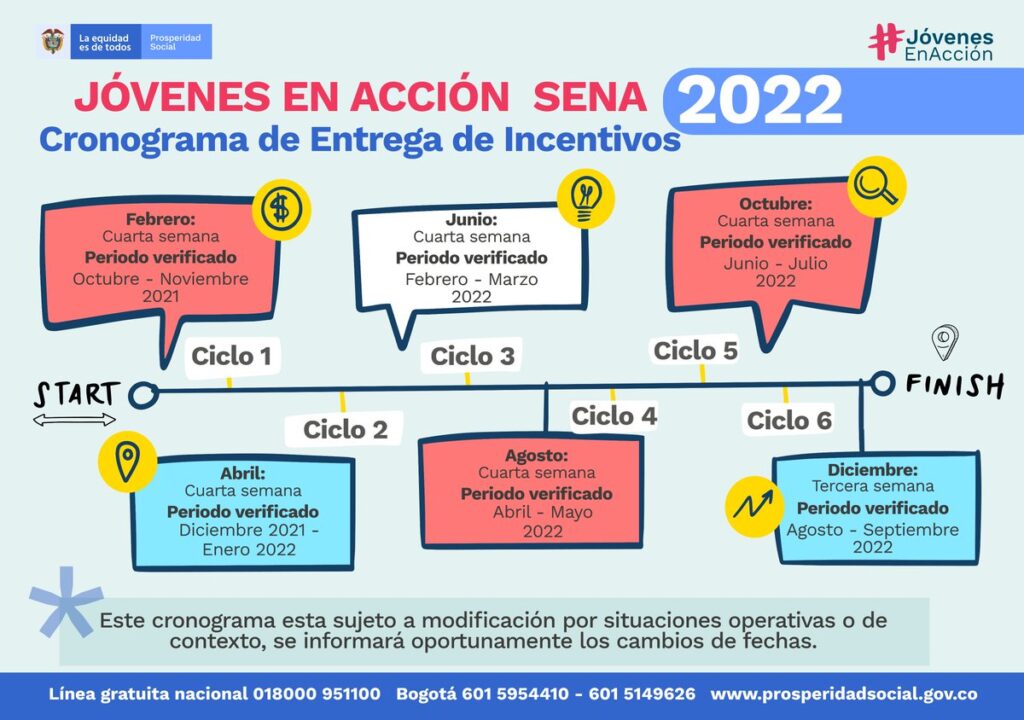 La equidad
es de todos
Prosperidad
Social
#Jóvenes
EnAcción
JÓVENES EN ACCIÓN SENA 2022
Cronograma de Entrega de Incentivos
Febrero:
Cuarta semana
Periodo verificado
Octubre - Noviembre
2021
Junio:
Cuarta semana
Periodo verificado
Febrero - Marzo
2022
Octubre:
Cuarta semana
Periodo verificado
Junio - Julio
2022
Ciclo 1
Ciclo 3
Ciclo 5
START
FINISH
Ciclo 2
Ciclo 4
Ciclo 6
Abril:
Cuarta semana
Periodo verificado
Diciembre 2021 -
Enero 2022
Agosto:
Cuarta semana
Periodo verificado
Abril - Mayo
2022
Diciembre:
Tercera semana
Periodo verificado
Agosto - Septiembre
2022
Este cronograma esta sujeto a modificación por situaciones operativas o de
contexto, se informará oportunamente los cambios de fechas.
Línea gratuita nacional 018000 951100 Bogotá 601 5954410 - 601 5149626 www.prosperidadsocial.gov.co